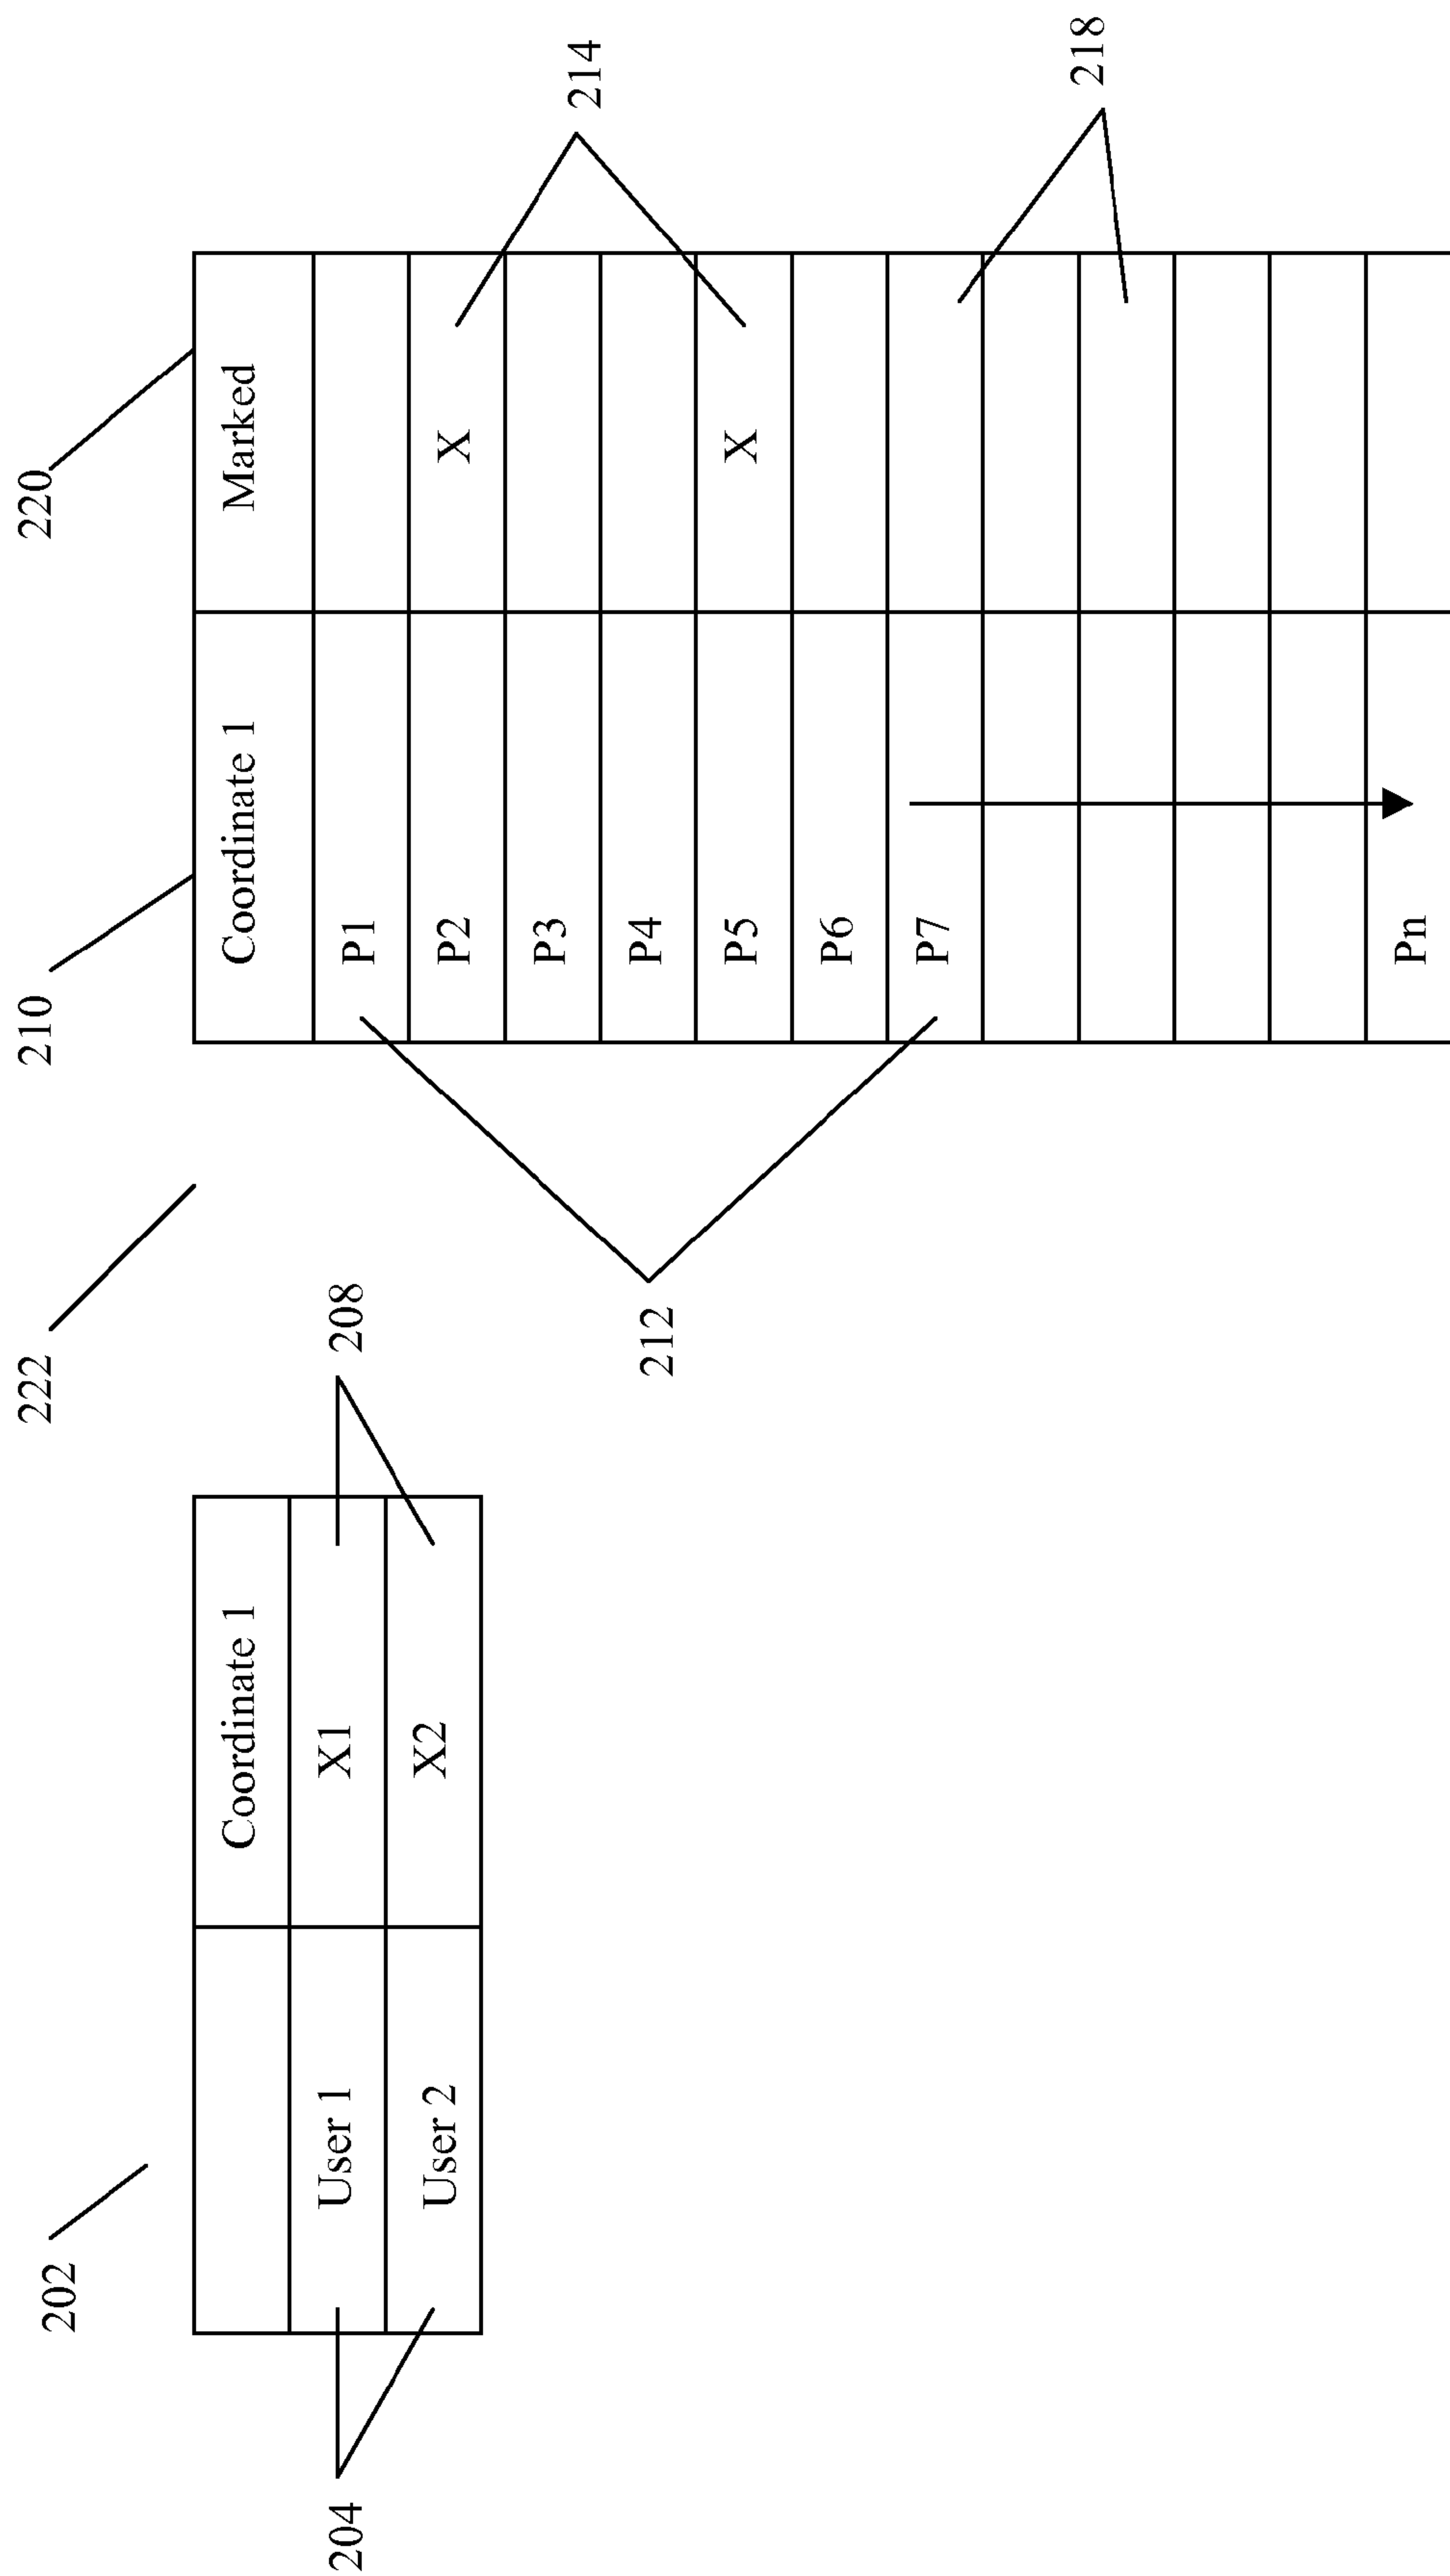 202
222
210
220
Coordinate 1
User 1 X1
User 2 X2
204
208
Coordinate 1 Marked
P1
P2 X
P3
P4
P5 X
P6
P7
Pn
212
214
218